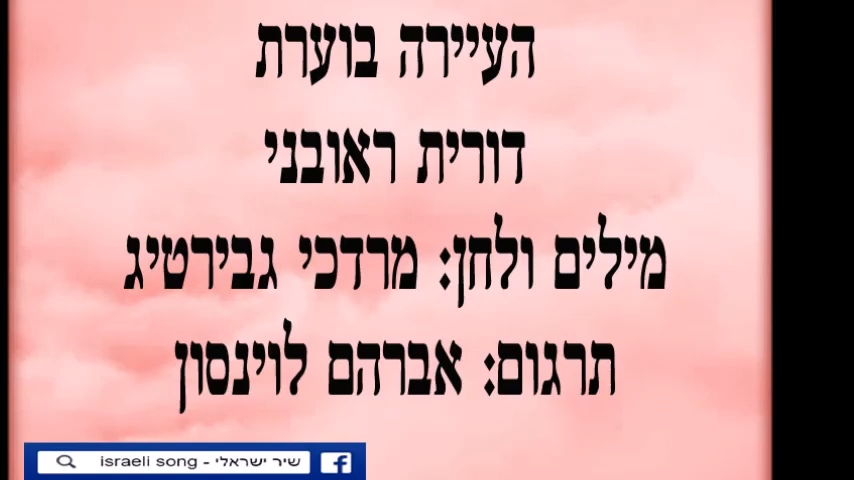 העיירה בוערת
דורית ראובני
מילים ולחן: מרדכי גבירטיג
תרגום: אברהם לוינסון
שיר ישראלי - israeli song